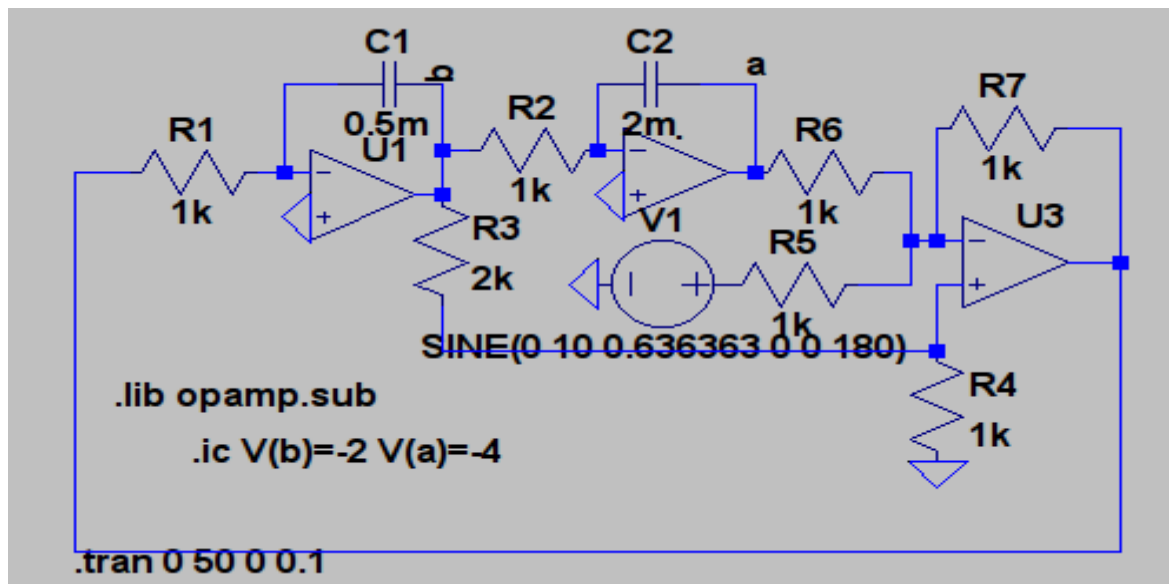 C1
b
C2
a
R7
R1
0.5m
U1
R2
2m.
R6
1k
1k
R3
1k
V1
1k
U3
2k
R5
1k
SINE(0 10 0.636363 0 0 180)
R4
.lib opamp.sub
1k
.ic V(b)=-2 V(a)=-4
.tran 0 50 0 0.1